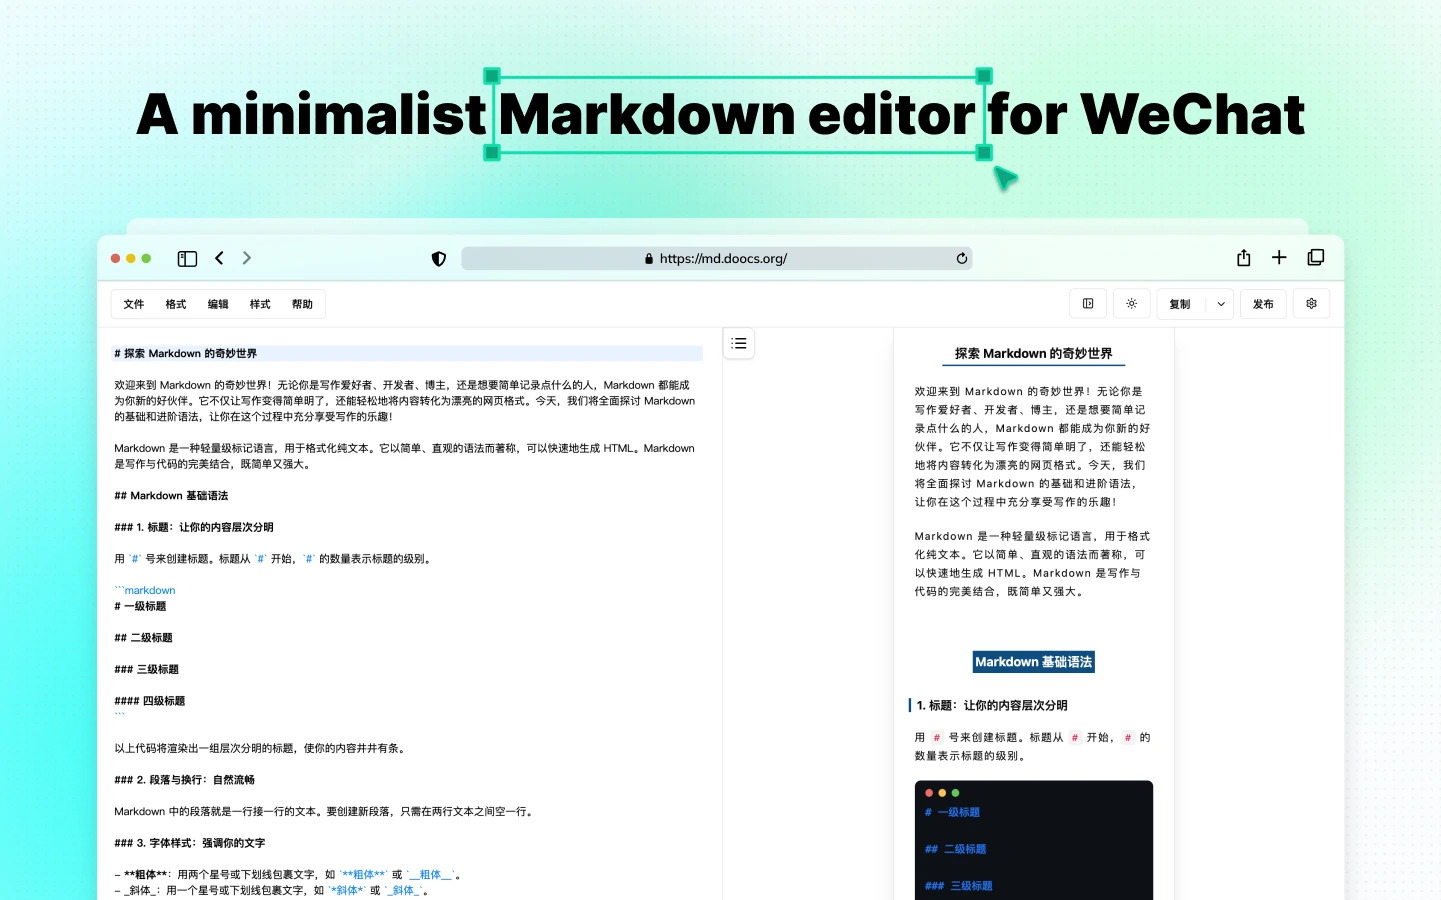 A minimalist Markdown editor for WeChat
https://md.doocs.org/
文件 格式 编辑 样式 帮助
复制 发布
# 探索 Markdown 的奇妙世界
欢迎来到 Markdown 的奇妙世界！无论你是写作爱好者、开发者、博主，还是想要简单记录点什么的人，Markdown 都能成
为你新的好伙伴。它不仅让写作变得简单明了，还能轻松地将内容转化为漂亮的网页格式。今天，我们将全面探讨 Markdown
的基础和进阶语法，让你在这个过程中充分享受写作的乐趣！
Markdown 是一种轻量级标记语言，用于格式化纯文本。它以简单、直观的语法而著称，可以快速地生成 HTML。Markdown
是写作与代码的完美结合，既简单又强大。
## Markdown 基础语法
### 1. 标题：让你的内容层次分明
用 `#` 号来创建标题。标题从 `#` 开始，`#` 的数量表示标题的级别。
```markdown
# 一级标题
## 二级标题
### 三级标题
#### 四级标题
```
以上代码将渲染出一组层次分明的标题，使你的内容井井有条。
### 2. 段落与换行：自然流畅
Markdown 中的段落就是一行接一行的文本。要创建新段落，只需在两行文本之间空一行。
### 3. 字体样式：强调你的文字
- **粗体**：用两个星号或下划线包裹文字，如 `**粗体**` 或 `__粗体__`。
- _斜体_：用一个星号或下划线包裹文字，如 `*斜体*` 或 `_斜体_`。
探索 Markdown 的奇妙世界
欢迎来到 Markdown 的奇妙世界！无论你是
写作爱好者、开发者、博主，还是想要简单记
录点什么的人，Markdown 都能成为你新的好
伙伴。它不仅让写作变得简单明了，还能轻松
地将内容转化为漂亮的网页格式。今天，我们
将全面探讨 Markdown 的基础和进阶语法，
让你在这个过程中充分享受写作的乐趣！
Markdown 是一种轻量级标记语言，用于格式
化纯文本。它以简单、直观的语法而著称，可
以快速地生成 HTML。Markdown 是写作与
代码的完美结合，既简单又强大。
Markdown 基础语法
1. 标题：让你的内容层次分明
用 # 号来创建标题。标题从 # 开始，# 的
数量表示标题的级别。
# 一级标题
## 二级标题
### 三级标题